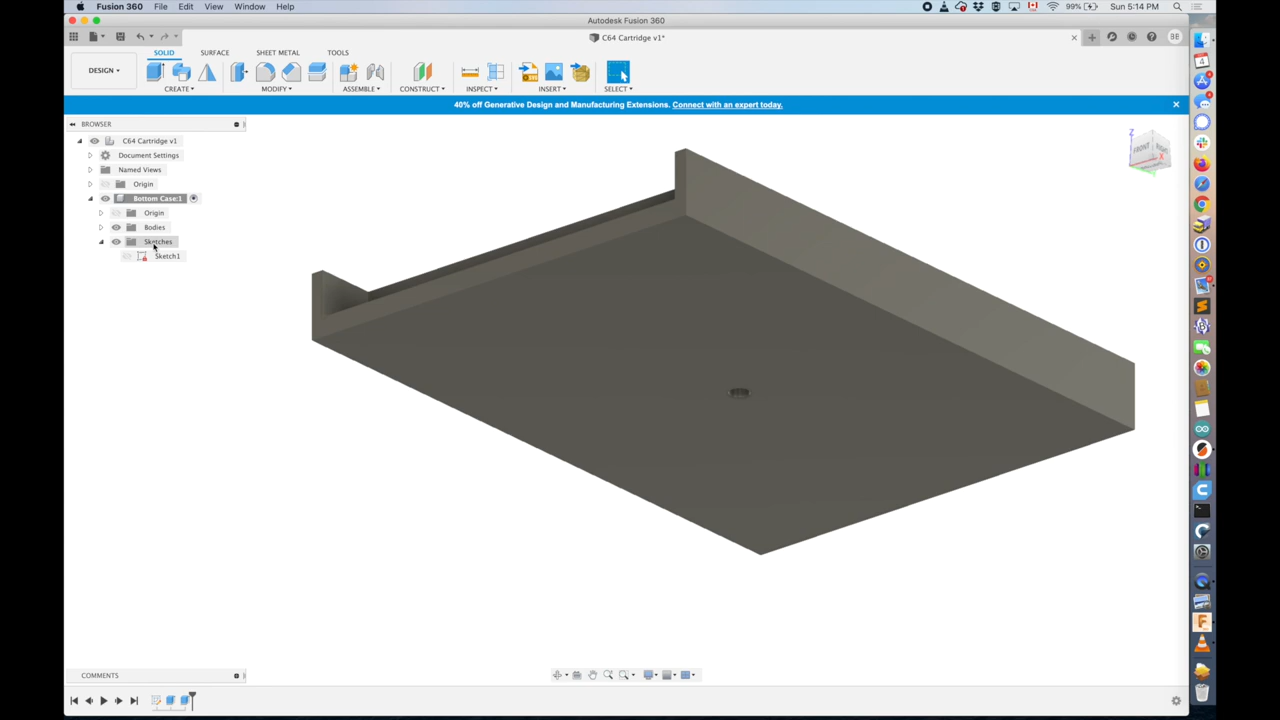 Fusion 360 File Edit View Window Help 99% Sun 5:14 PM
Autodesk Fusion 360
C64 Cartridge v1*
BE
SOLID SURFACE SHEET METAL TOOLS
DESIGN
CREATE MODIFY ASSEMBLE CONSTRUCT INSPECT INSERT SELECT
40% off Generative Design and Manufacturing Extensions. Connect with an expert today.
BROWSER
C64 Cartridge v1
Document Settings
Named Views
Origin
Bottom Case:1
Origin
Bodies
Sketches
Sketch1
Z
FRONT RIGHT
X
COMMENTS